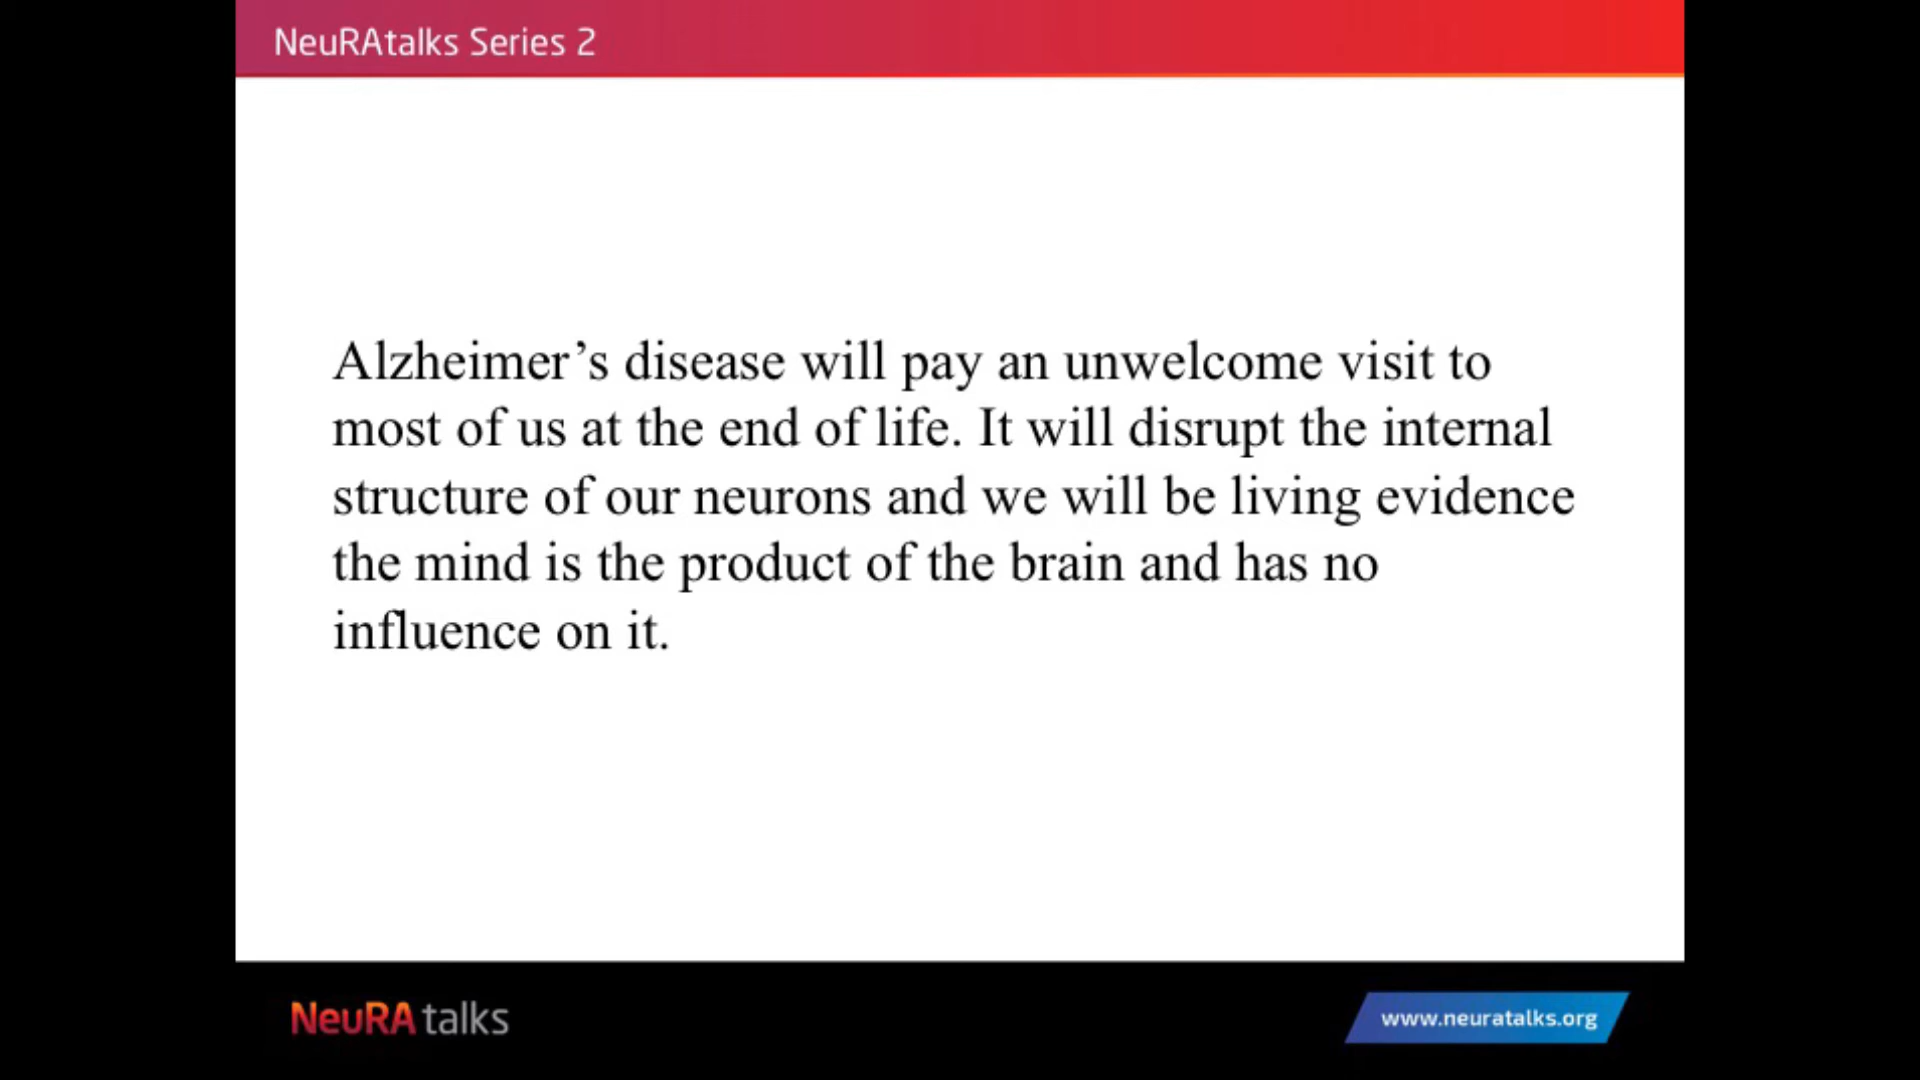 NeuRAtalks Series 2
Alzheimer’s disease will pay an unwelcome visit to
most of us at the end of life. It will disrupt the internal
structure of our neurons and we will be living evidence
the mind is the product of the brain and has no
influence on it.
NeuRA talks
www.neuratalks.org